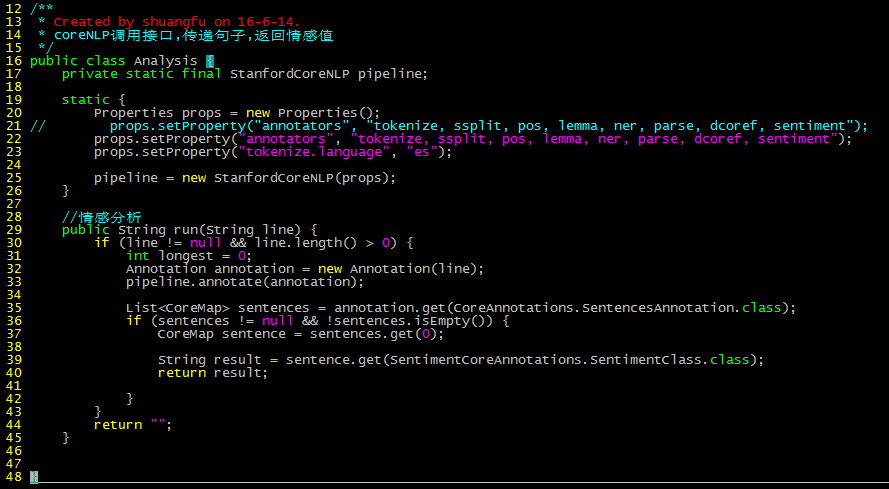 12 /**
13  * Created by shuangfu on 16-6-14.
14  * coreNLP调用接口,传递句子,返回情感值
15  */
16 public class Analysis {
17     private static final StanfordCoreNLP pipeline;
18
19     static {
20         Properties props = new Properties();
21 //        props.setProperty("annotators", "tokenize, ssplit, pos, lemma, ner, parse, dcoref, sentiment");
22         props.setProperty("annotators", "tokenize, ssplit, pos, lemma, ner, parse, dcoref, sentiment");
23         props.setProperty("tokenize.language", "es");
24
25         pipeline = new StanfordCoreNLP(props);
26     }
27
28     //情感分析
29     public String run(String line) {
30         if (line != null && line.length() > 0) {
31             int longest = 0;
32             Annotation annotation = new Annotation(line);
33             pipeline.annotate(annotation);
34
35             List<CoreMap> sentences = annotation.get(CoreAnnotations.SentencesAnnotation.class);
36             if (sentences != null && !sentences.isEmpty()) {
37                 CoreMap sentence = sentences.get(0);
38
39                 String result = sentence.get(SentimentCoreAnnotations.SentimentClass.class);
40                 return result;
41
42             }
43         }
44         return "";
45     }
46
47
48 }